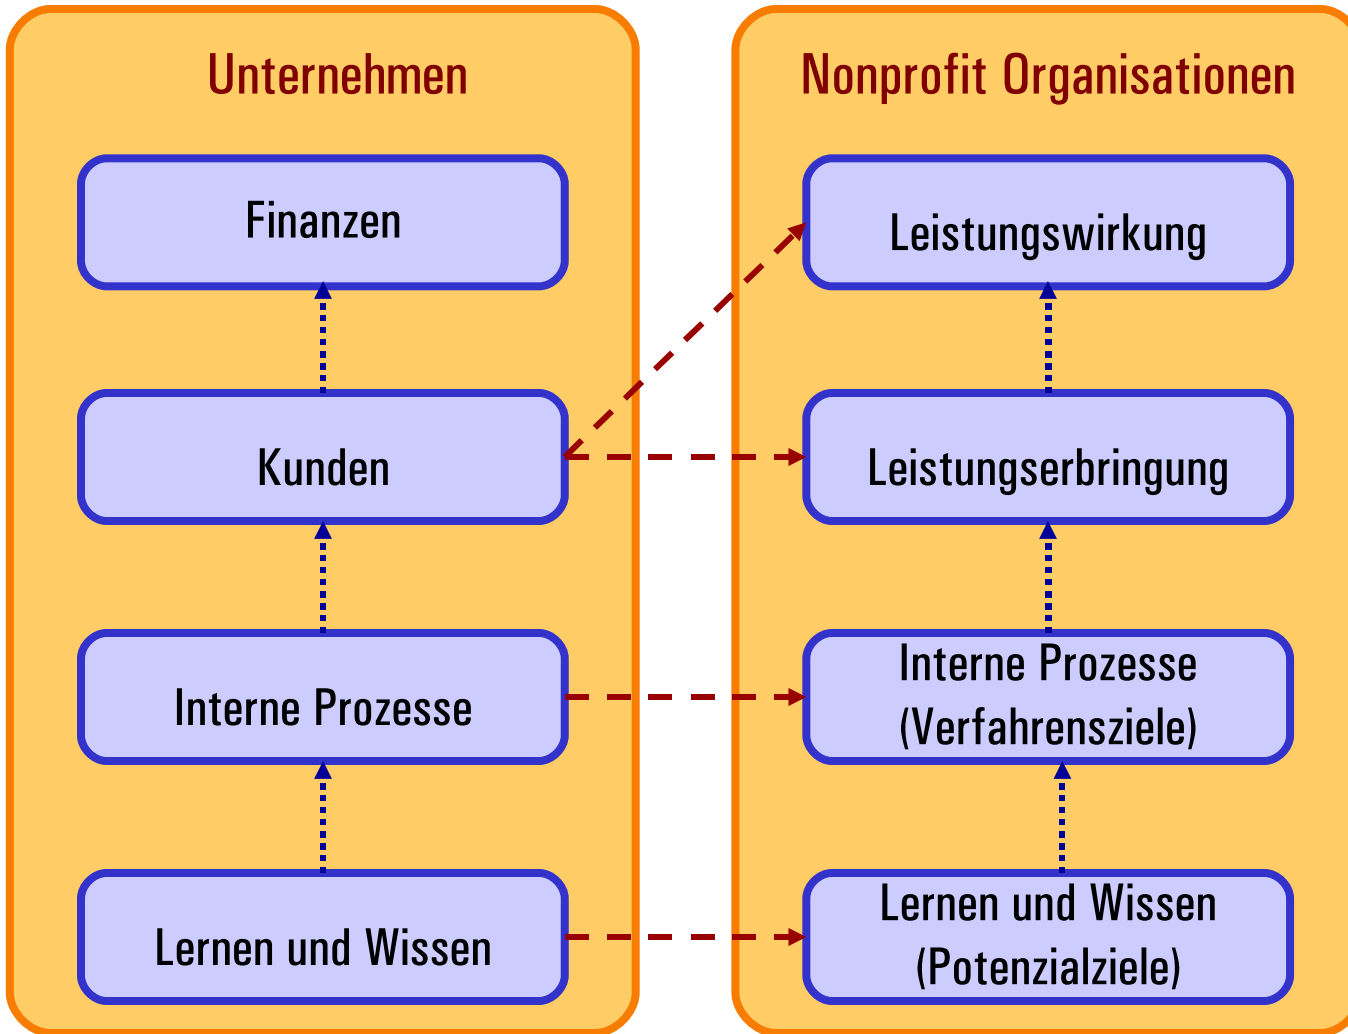 Unternehmen
Finanzen
Kunden
Interne Prozesse
Lernen und Wissen
Nonprofit Organisationen
Leistungswirkung
Leistungserbringung
Interne Prozesse
(Verfahrensziele)
Lernen und Wissen
(Potenzialziele)